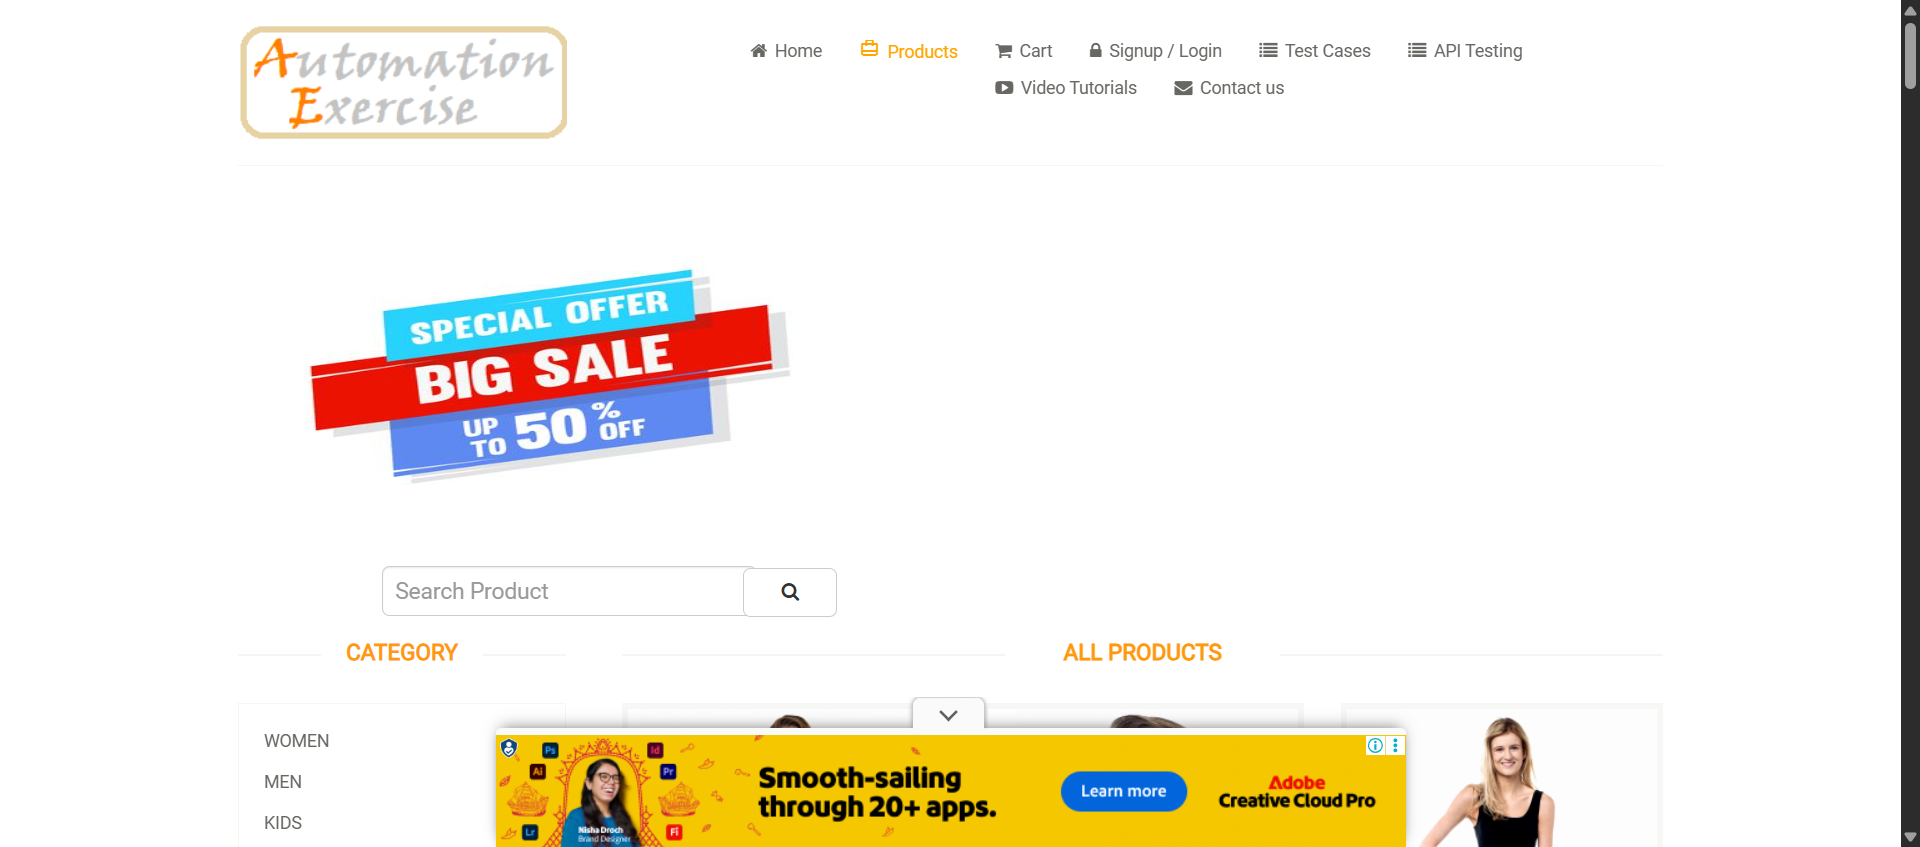 Automation
Exercise
Home
Products
Cart
Signup / Login
Test Cases
API Testing
Video Tutorials
Contact us
SPECIAL OFFER
BIG SALE
UP TO 50% OFF
Search Product
CATEGORY
ALL PRODUCTS
WOMEN
MEN
KIDS
Ps
Id
Ai
Pr
Lr
Fl
Nisha Droch
Brand Designer
Smooth-sailing
through 20+ apps.
Learn more
Adobe
Creative Cloud Pro